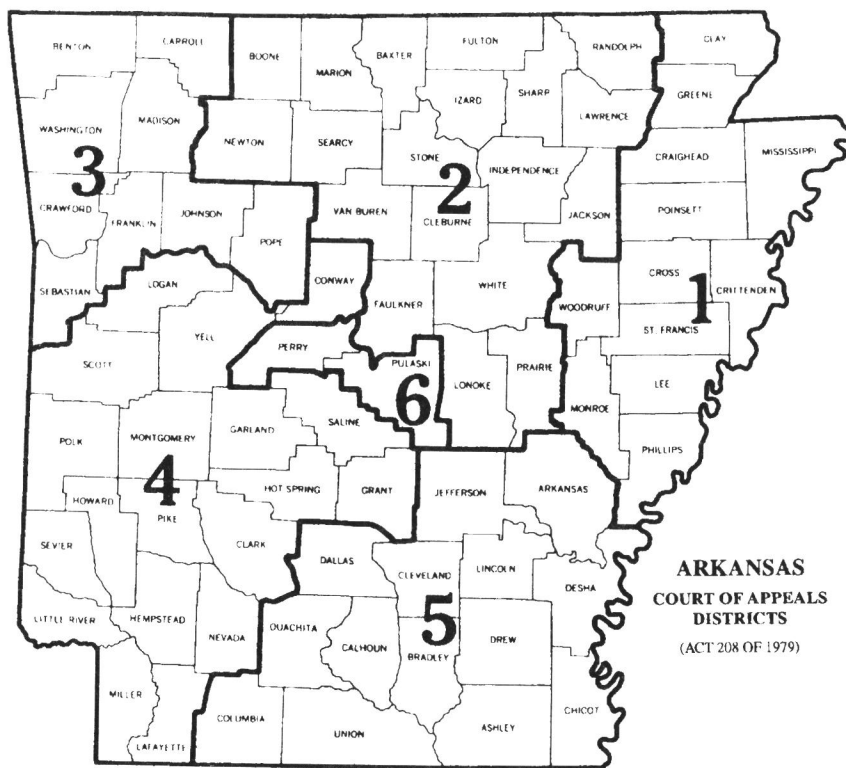 BENTON
CARROLL
BOONE
MARION
BAXTER
FULTON
RANDOLPH
CLAY
IZARD
SHARP
GREENE
LAWRENCE
WASHINGTON
MADISON
NEWTON
SEARCY
STONE
INDEPENDENCE
CRAIGHEAD
MISSISSIPPI
3
2
CRAWFORD
FRANKLIN
JOHNSON
POPE
VAN BUREN
CLEBURNE
JACKSON
POINSETT
SEBASTIAN
LOGAN
CONWAY
FAULKNER
WHITE
WOODRUFF
CROSS
CRITTENDEN
1
ST. FRANCIS
SCOTT
YELL
PERRY
PULASKI
6
LONOKE
PRAIRIE
MONROE
LEE
PHILLIPS
POLK
MONTGOMERY
GARLAND
SALINE
4
HOWARD
PIKE
HOT SPRING
GRANT
JEFFERSON
ARKANSAS
SEVIER
CLARK
DALLAS
CLEVELAND
LINCOLN
DESHA
LITTLE RIVER
HEMPSTEAD
NEVADA
OUACHITA
CALHOUN
5
BRADLEY
DREW
MILLER
LAFAYETTE
COLUMBIA
UNION
ASHLEY
CHICOT
ARKANSAS
COURT OF APPEALS
DISTRICTS
(ACT 208 OF 1979)